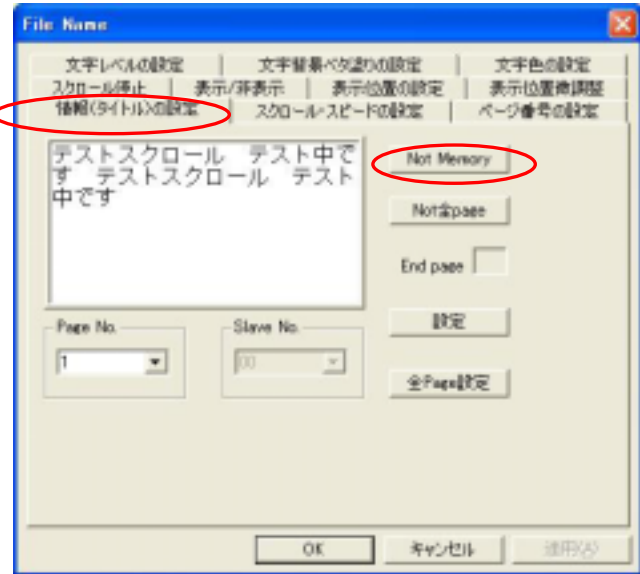 File Name
文字レベルの設定 文字背景ベタ塗りの設定 文字色の設定
スクロール停止 表示/非表示 表示位置の設定 表示位置微調整
情報(タイトル)の設定 スクロール・スピードの設定 ページ番号の設定
テストスクロール　テスト中で
す　テストスクロール　テスト
中です
Not Memory
Not全page
End page
Page No.
1
Slave No.
00
設定
全Page設定
OK キャンセル 適用(A)